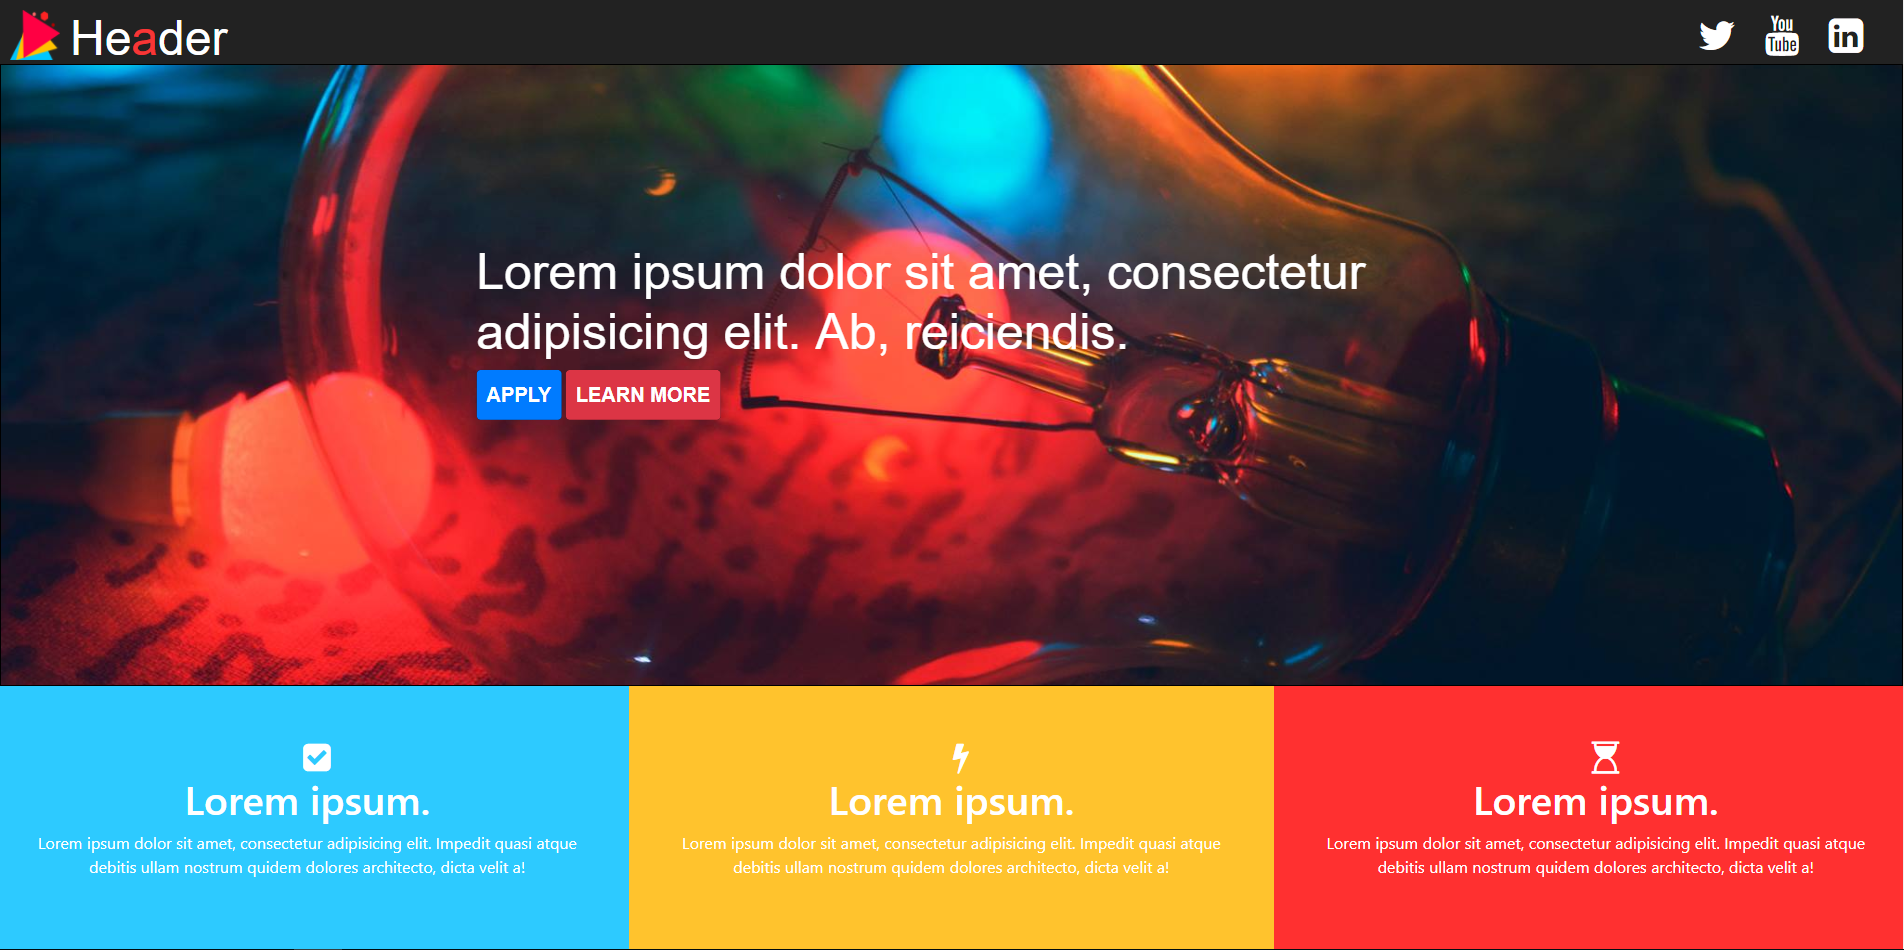 Header
You
Tube
in
Lorem ipsum dolor sit amet, consectetur
adipisicing elit. Ab, reiciendis.
APPLY LEARN MORE
Lorem ipsum.
Lorem ipsum dolor sit amet, consectetur adipisicing elit. Impedit quasi atque
debitis ullam nostrum quidem dolores architecto, dicta velit a!
Lorem ipsum.
Lorem ipsum dolor sit amet, consectetur adipisicing elit. Impedit quasi atque
debitis ullam nostrum quidem dolores architecto, dicta velit a!
Lorem ipsum.
Lorem ipsum dolor sit amet, consectetur adipisicing elit. Impedit quasi atque
debitis ullam nostrum quidem dolores architecto, dicta velit a!